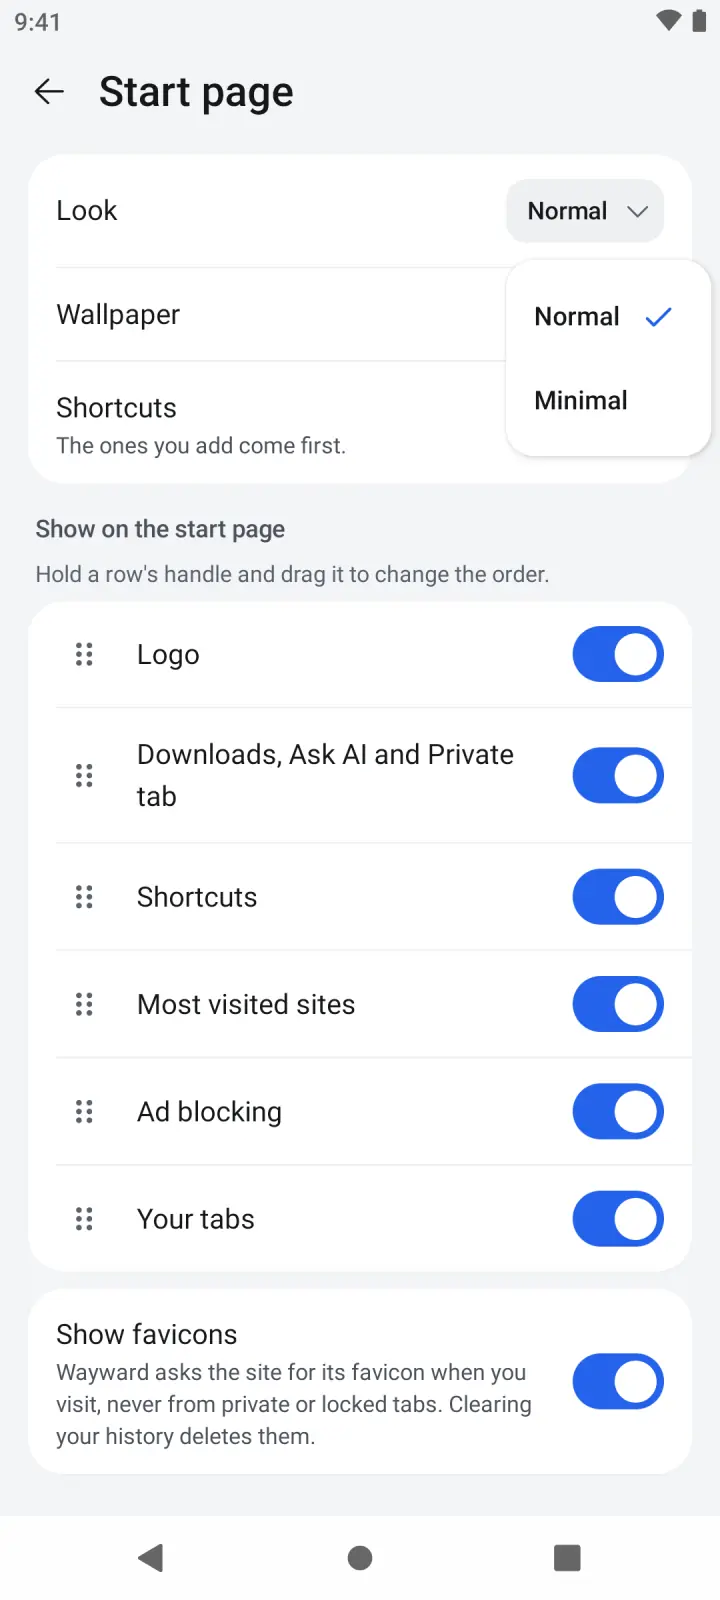 9:41
Start page
Look
Normal
Normal
Wallpaper
Minimal
Shortcuts
The ones you add come first.
Show on the start page
Hold a row's handle and drag it to change the order.
Logo
Downloads, Ask AI and Private
tab
Shortcuts
Most visited sites
Ad blocking
Your tabs
Show favicons
Wayward asks the site for its favicon when you
visit, never from private or locked tabs. Clearing
your history deletes them.